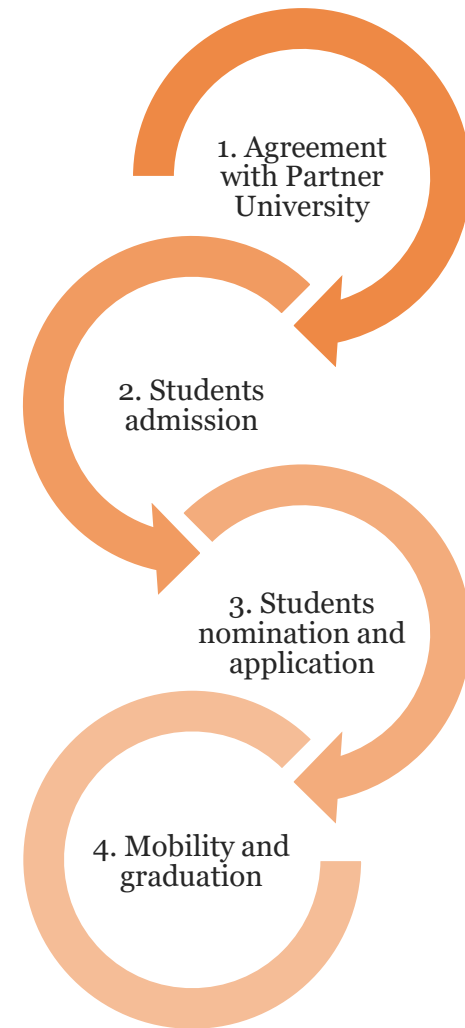 1. Agreement
with Partner
University
2. Students
admission
3. Students
nomination and
application
4. Mobility and
graduation